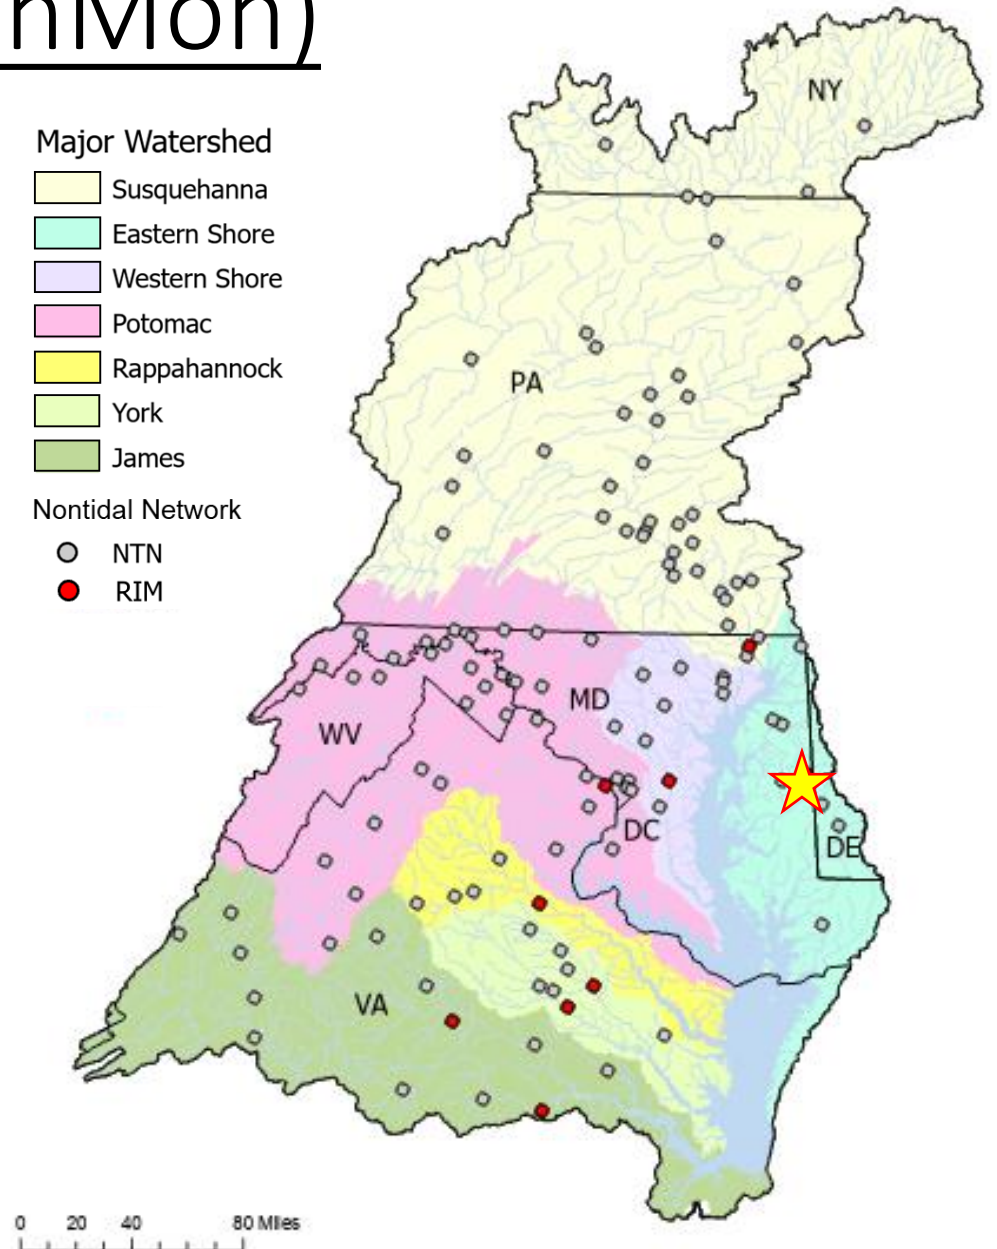 nMon)
Major Watershed
Susquehanna
Eastern Shore
Western Shore
Potomac
Rappahannock
York
James
Nontidal Network
NTN
RIM
NY
PA
MD
WV
DC
DE
VA
0 20 40 80 Miles